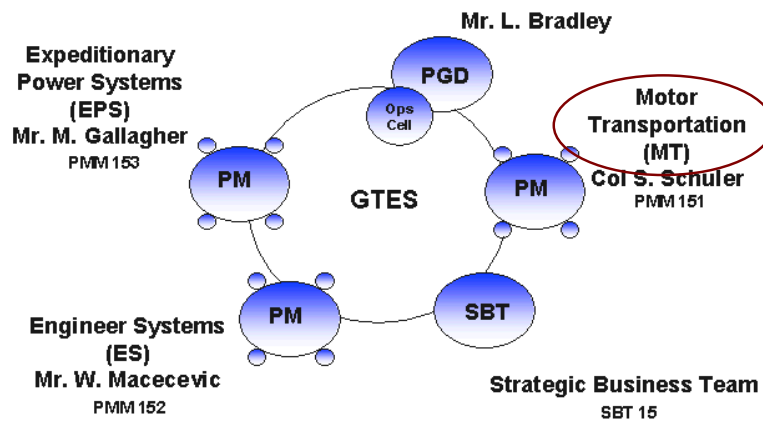 Mr. L. Bradley
PGD
Ops
Cell
Expeditionary
Power Systems
(EPS)
Mr. M. Gallagher
PMM 153
PM
Motor
Transportation
(MT)
Col S. Schuler
PMM 151
PM
GTES
PM
SBT
Engineer Systems
(ES)
Mr. W. Macecevic
PMM 152
Strategic Business Team
SBT 15